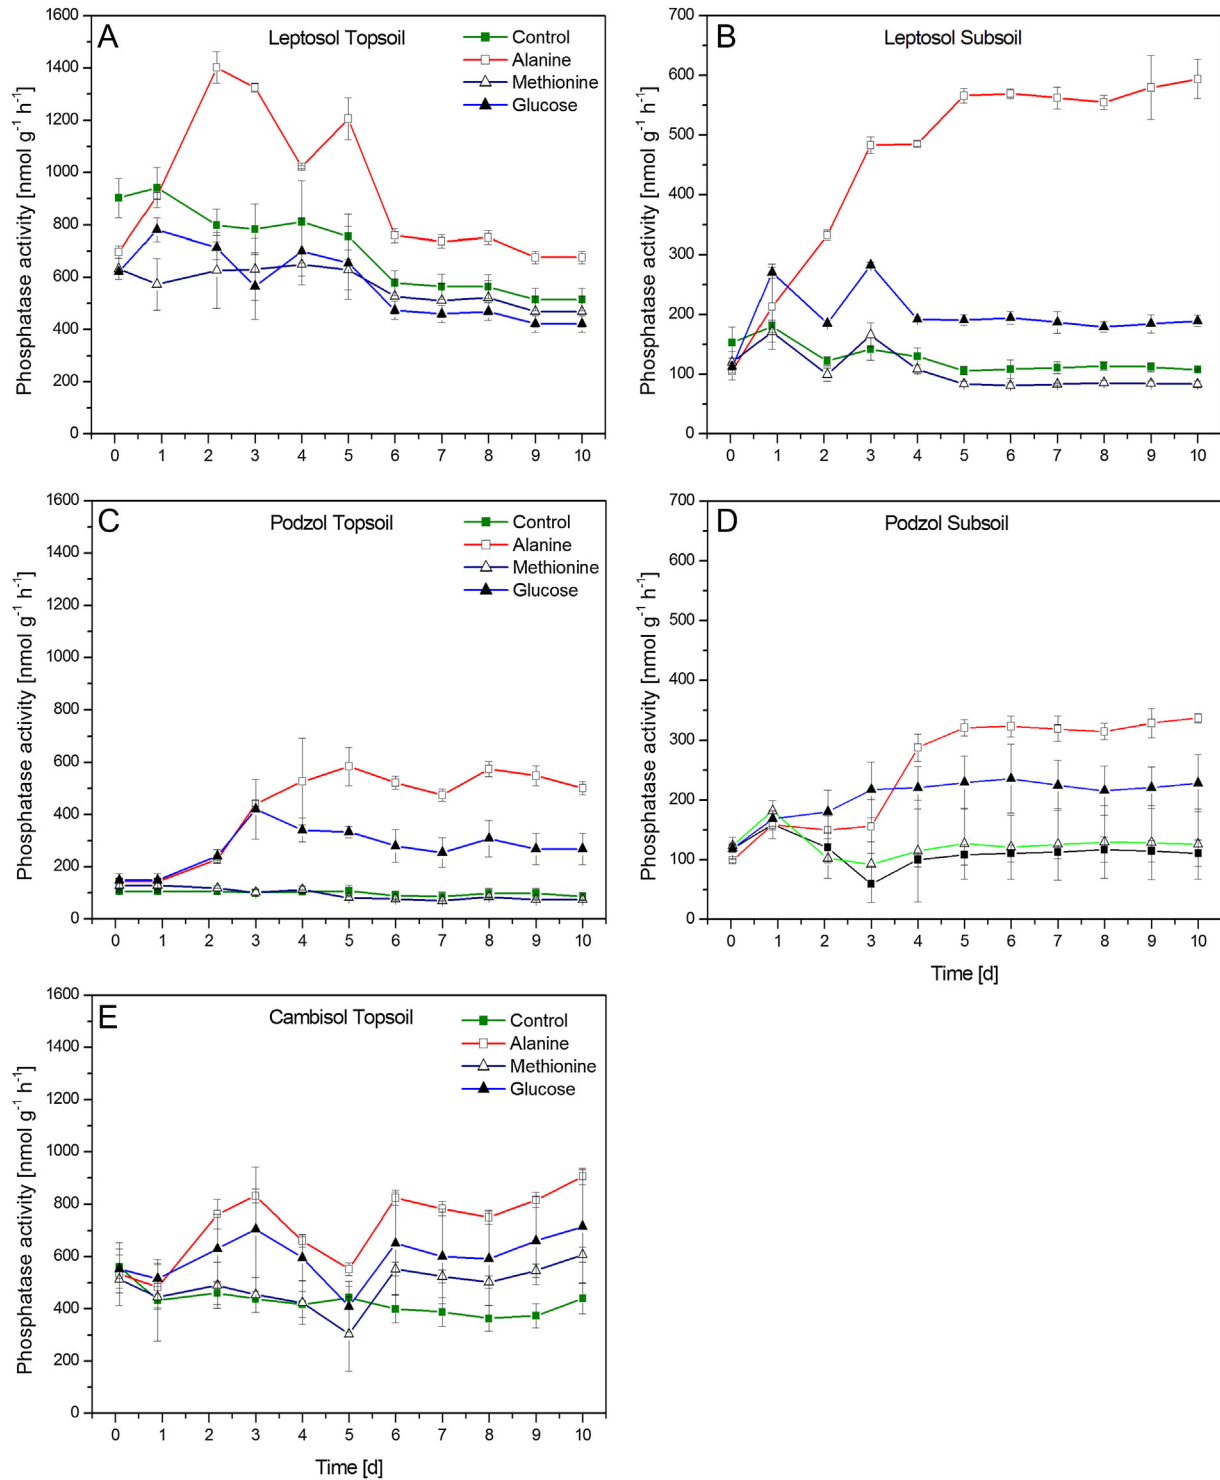 A
Leptosol Topsoil
Control
Alanine
Methionine
Glucose
Phosphatase activity [nmol g⁻¹ h⁻¹]
1600
1400
1200
1000
800
600
400
200
0
0 1 2 3 4 5 6 7 8 9 10
B
Leptosol Subsoil
Phosphatase activity [nmol g⁻¹ h⁻¹]
700
600
500
400
300
200
100
0
0 1 2 3 4 5 6 7 8 9 10
C
Podzol Topsoil
Control
Alanine
Methionine
Glucose
Phosphatase activity [nmol g⁻¹ h⁻¹]
1600
1400
1200
1000
800
600
400
200
0
0 1 2 3 4 5 6 7 8 9 10
D
Podzol Subsoil
Phosphatase activity [nmol g⁻¹ h⁻¹]
700
600
500
400
300
200
100
0
0 1 2 3 4 5 6 7 8 9 10
Time [d]
E
Cambisol Topsoil
Control
Alanine
Methionine
Glucose
Phosphatase activity [nmol g⁻¹ h⁻¹]
1600
1400
1200
1000
800
600
400
200
0
0 1 2 3 4 5 6 7 8 9 10
Time [d]